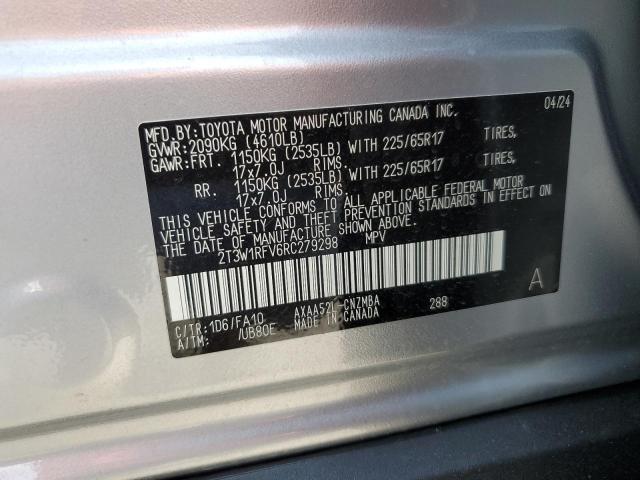 MFD.BY:TOYOTA MOTOR MANUFACTURING CANADA INC. 04/24
GVWR:2090KG (4610LB)
GAWR:FRT. 1150KG (2535LB) WITH 225/65R17 TIRES,
17x7.0J RIMS.
RR. 1150KG (2535LB) WITH 225/65R17 TIRES,
17x7.0J RIMS.
THIS VEHICLE CONFORMS TO ALL APPLICABLE FEDERAL MOTOR
VEHICLE SAFETY AND THEFT PREVENTION STANDARDS IN EFFECT ON
THE DATE OF MANUFACTURE SHOWN ABOVE.
2T3W1RFV6RC279298 MPV
A
C/TR:1D6/FA10 AXAA52L-CNZMBA 288
A/TM: /UB80F MADE IN CANADA